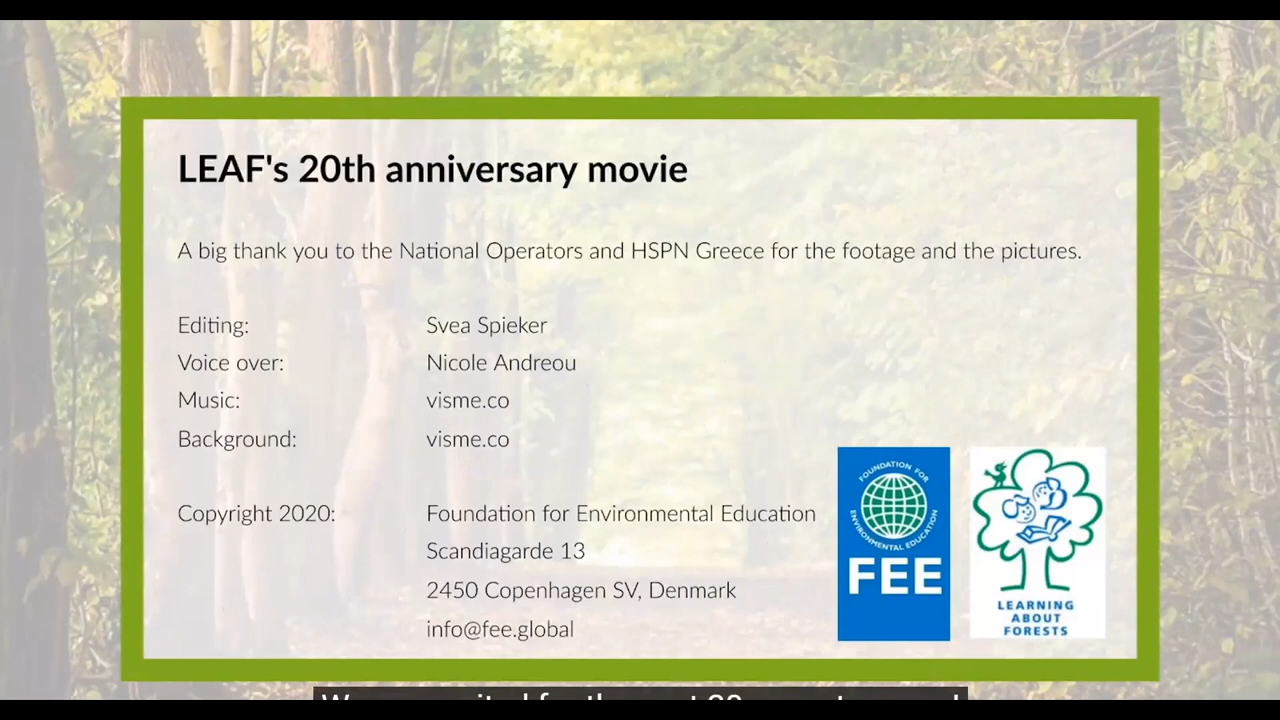 LEAF's 20th anniversary movie
A big thank you to the National Operators and HSPN Greece for the footage and the pictures.
Editing: Svea Spieker
Voice over: Nicole Andreou
Music: visme.co
Background: visme.co
Copyright 2020: Foundation for Environmental Education
Scandiagarde 13
2450 Copenhagen SV, Denmark
info@fee.global
FOUNDATION FOR
ENVIRONMENTAL EDUCATION
FEE
LEARNING
ABOUT
FORESTS